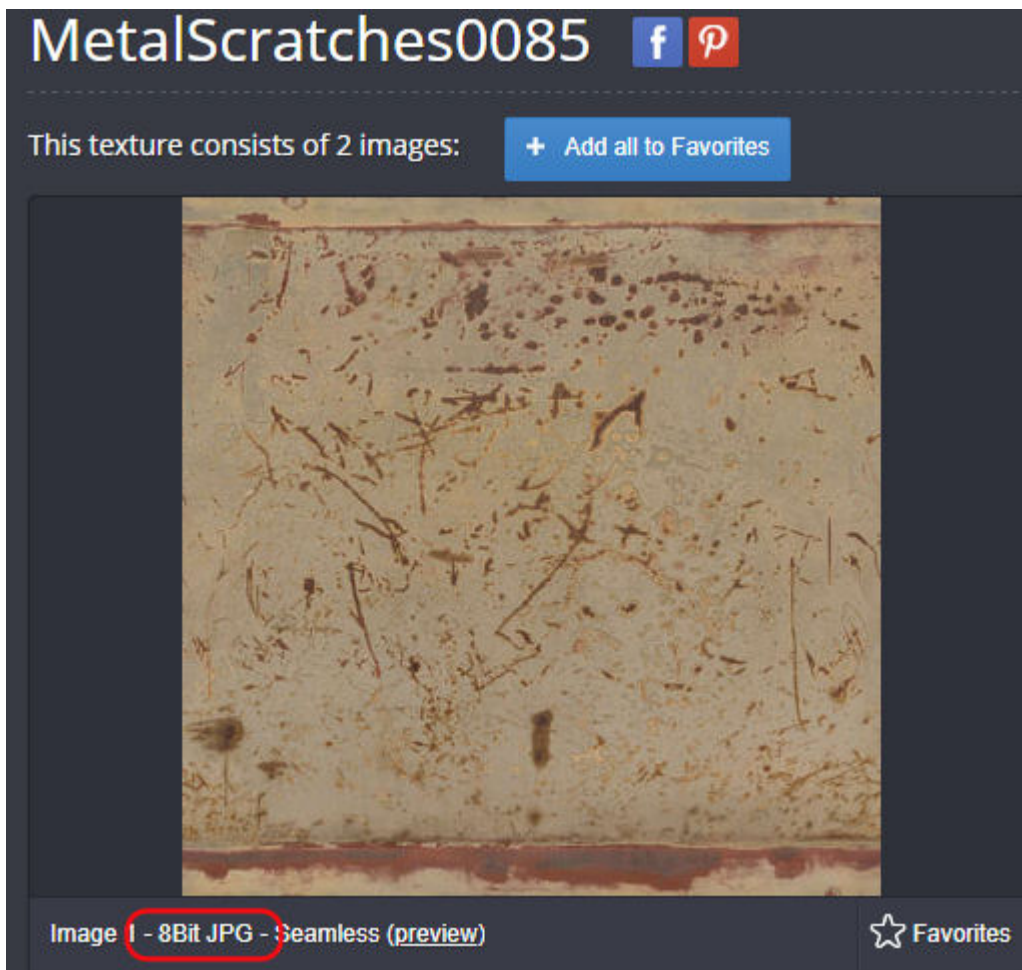 MetalScratches0085
This texture consists of 2 images:
+ Add all to Favorites
Image 1 - 8Bit JPG - Seamless (preview)
Favorites